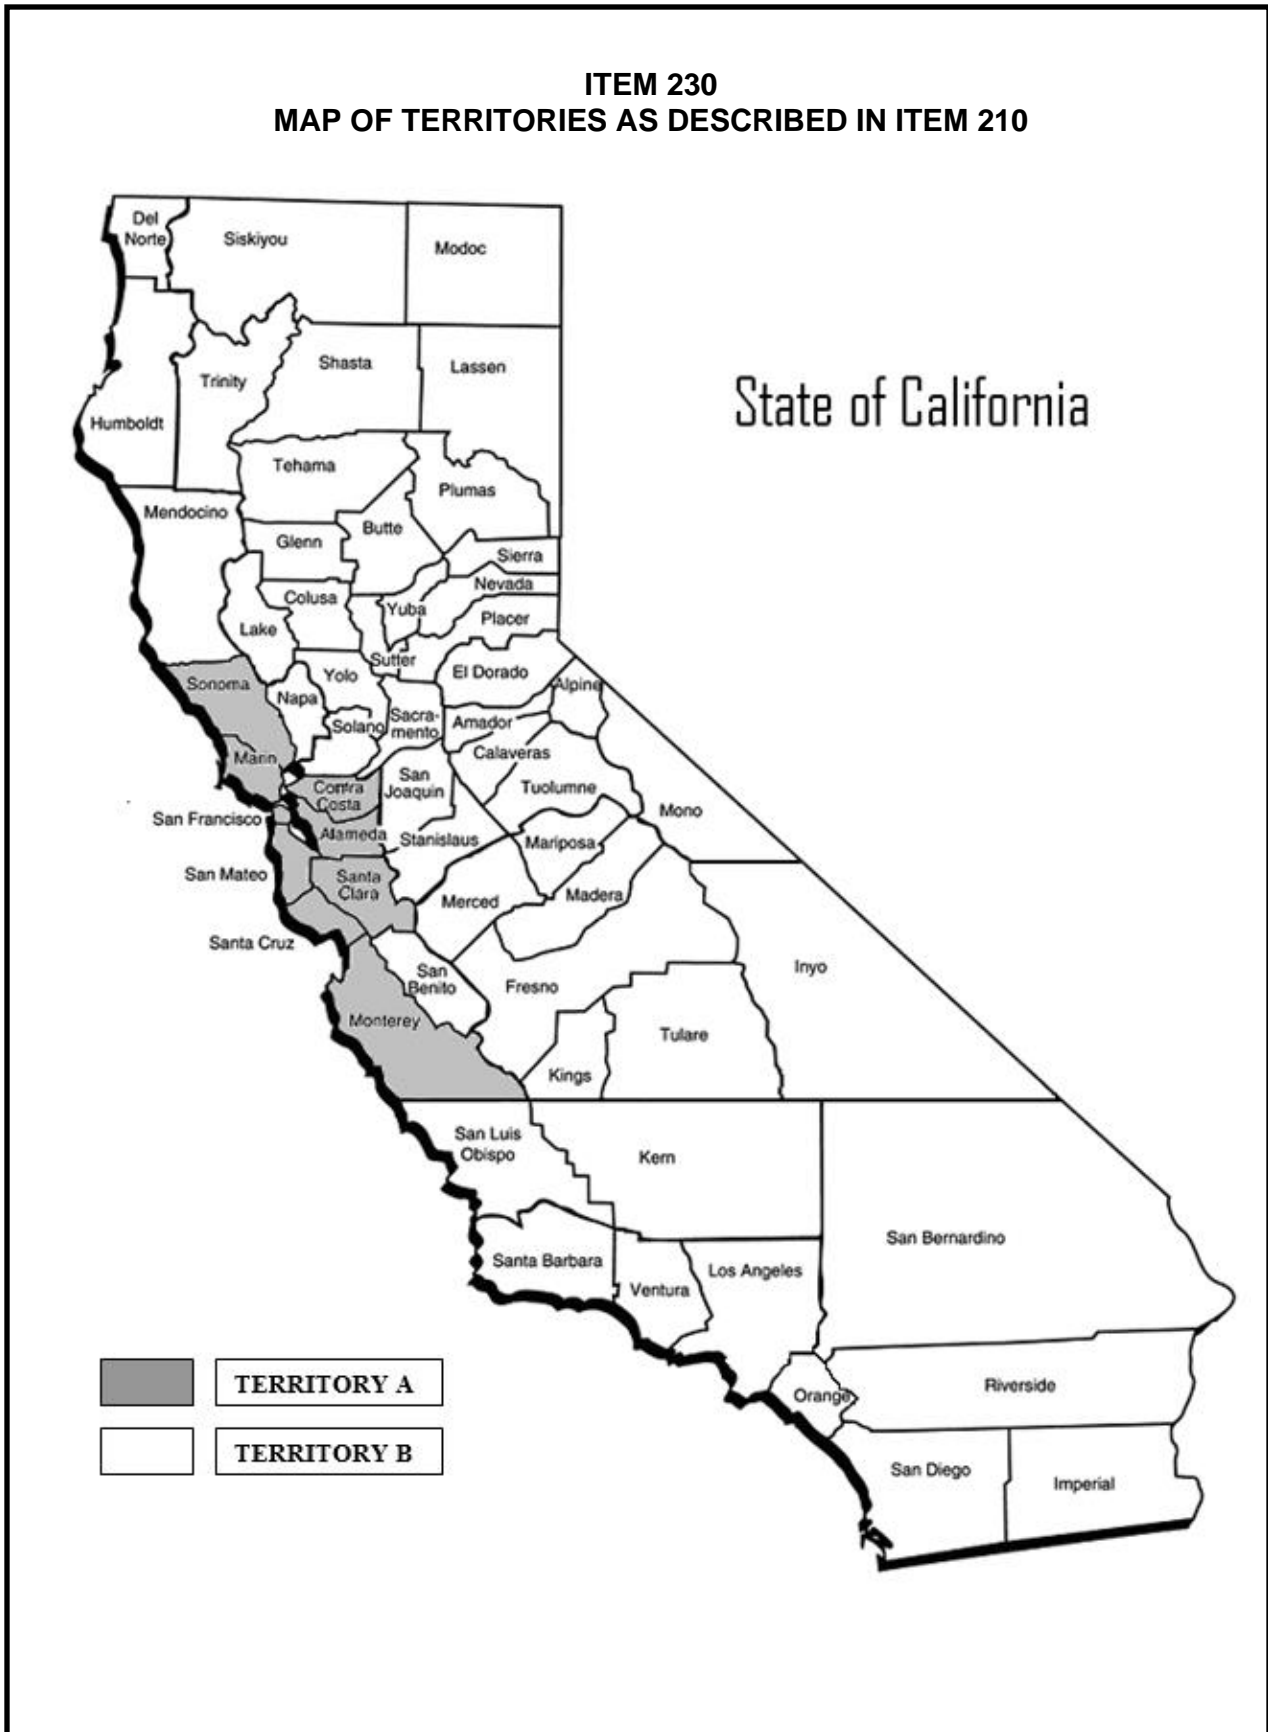 ITEM 230
MAP OF TERRITORIES AS DESCRIBED IN ITEM 210
Del
Norte
Siskiyou
Modoc
State of California
Humboldt
Trinity
Shasta
Lassen
Tehama
Plumas
Mendocino
Butte
Glenn
Sierra
Nevada
Colusa
Yuba
Placer
Lake
Sutter
El Dorado
Yolo
Sonoma
Napa
Alpine
Solano
Sacra-
mento
Amador
Marin
Calaveras
San
Joaquin
Contra
Costa
Tuolumne
San Francisco
Mono
Alameda
Stanislaus
Mariposa
San Mateo
Santa
Clara
Merced
Madera
Santa Cruz
San
Benito
Fresno
Inyo
Monterey
Tulare
Kings
San Luis
Obispo
Kern
San Bernardino
Santa Barbara
Ventura
Los Angeles
Orange
Riverside
San Diego
Imperial
TERRITORY A
TERRITORY B